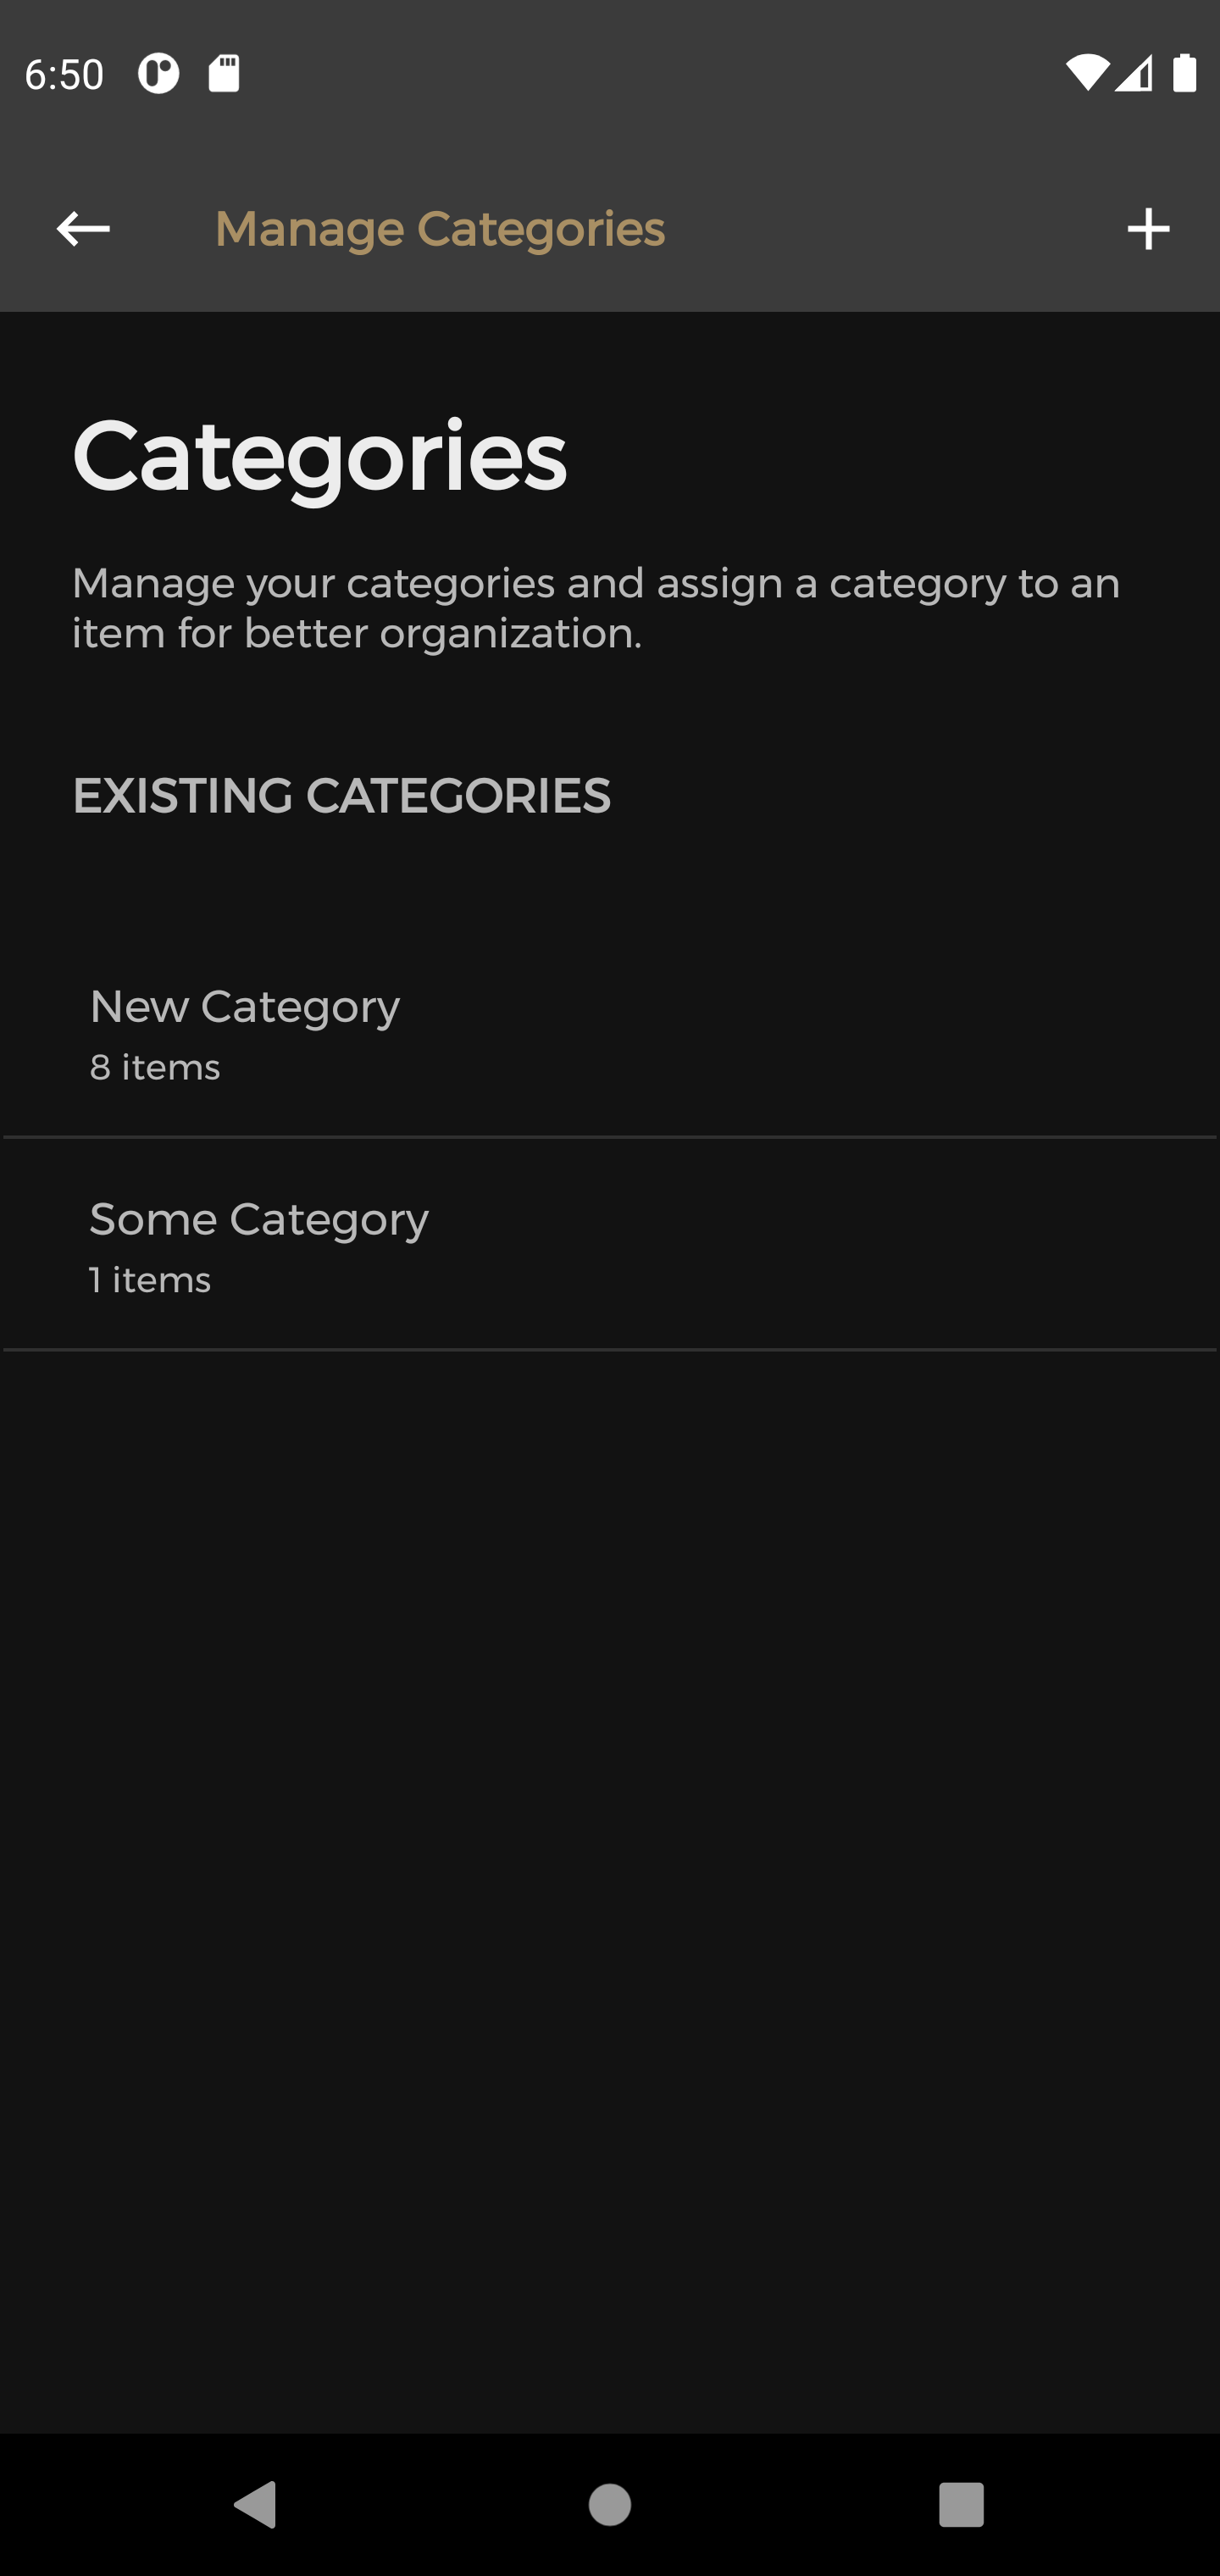 6:50
Manage Categories
Categories
Manage your categories and assign a category to an
item for better organization.
EXISTING CATEGORIES
New Category
8 items
Some Category
1 items